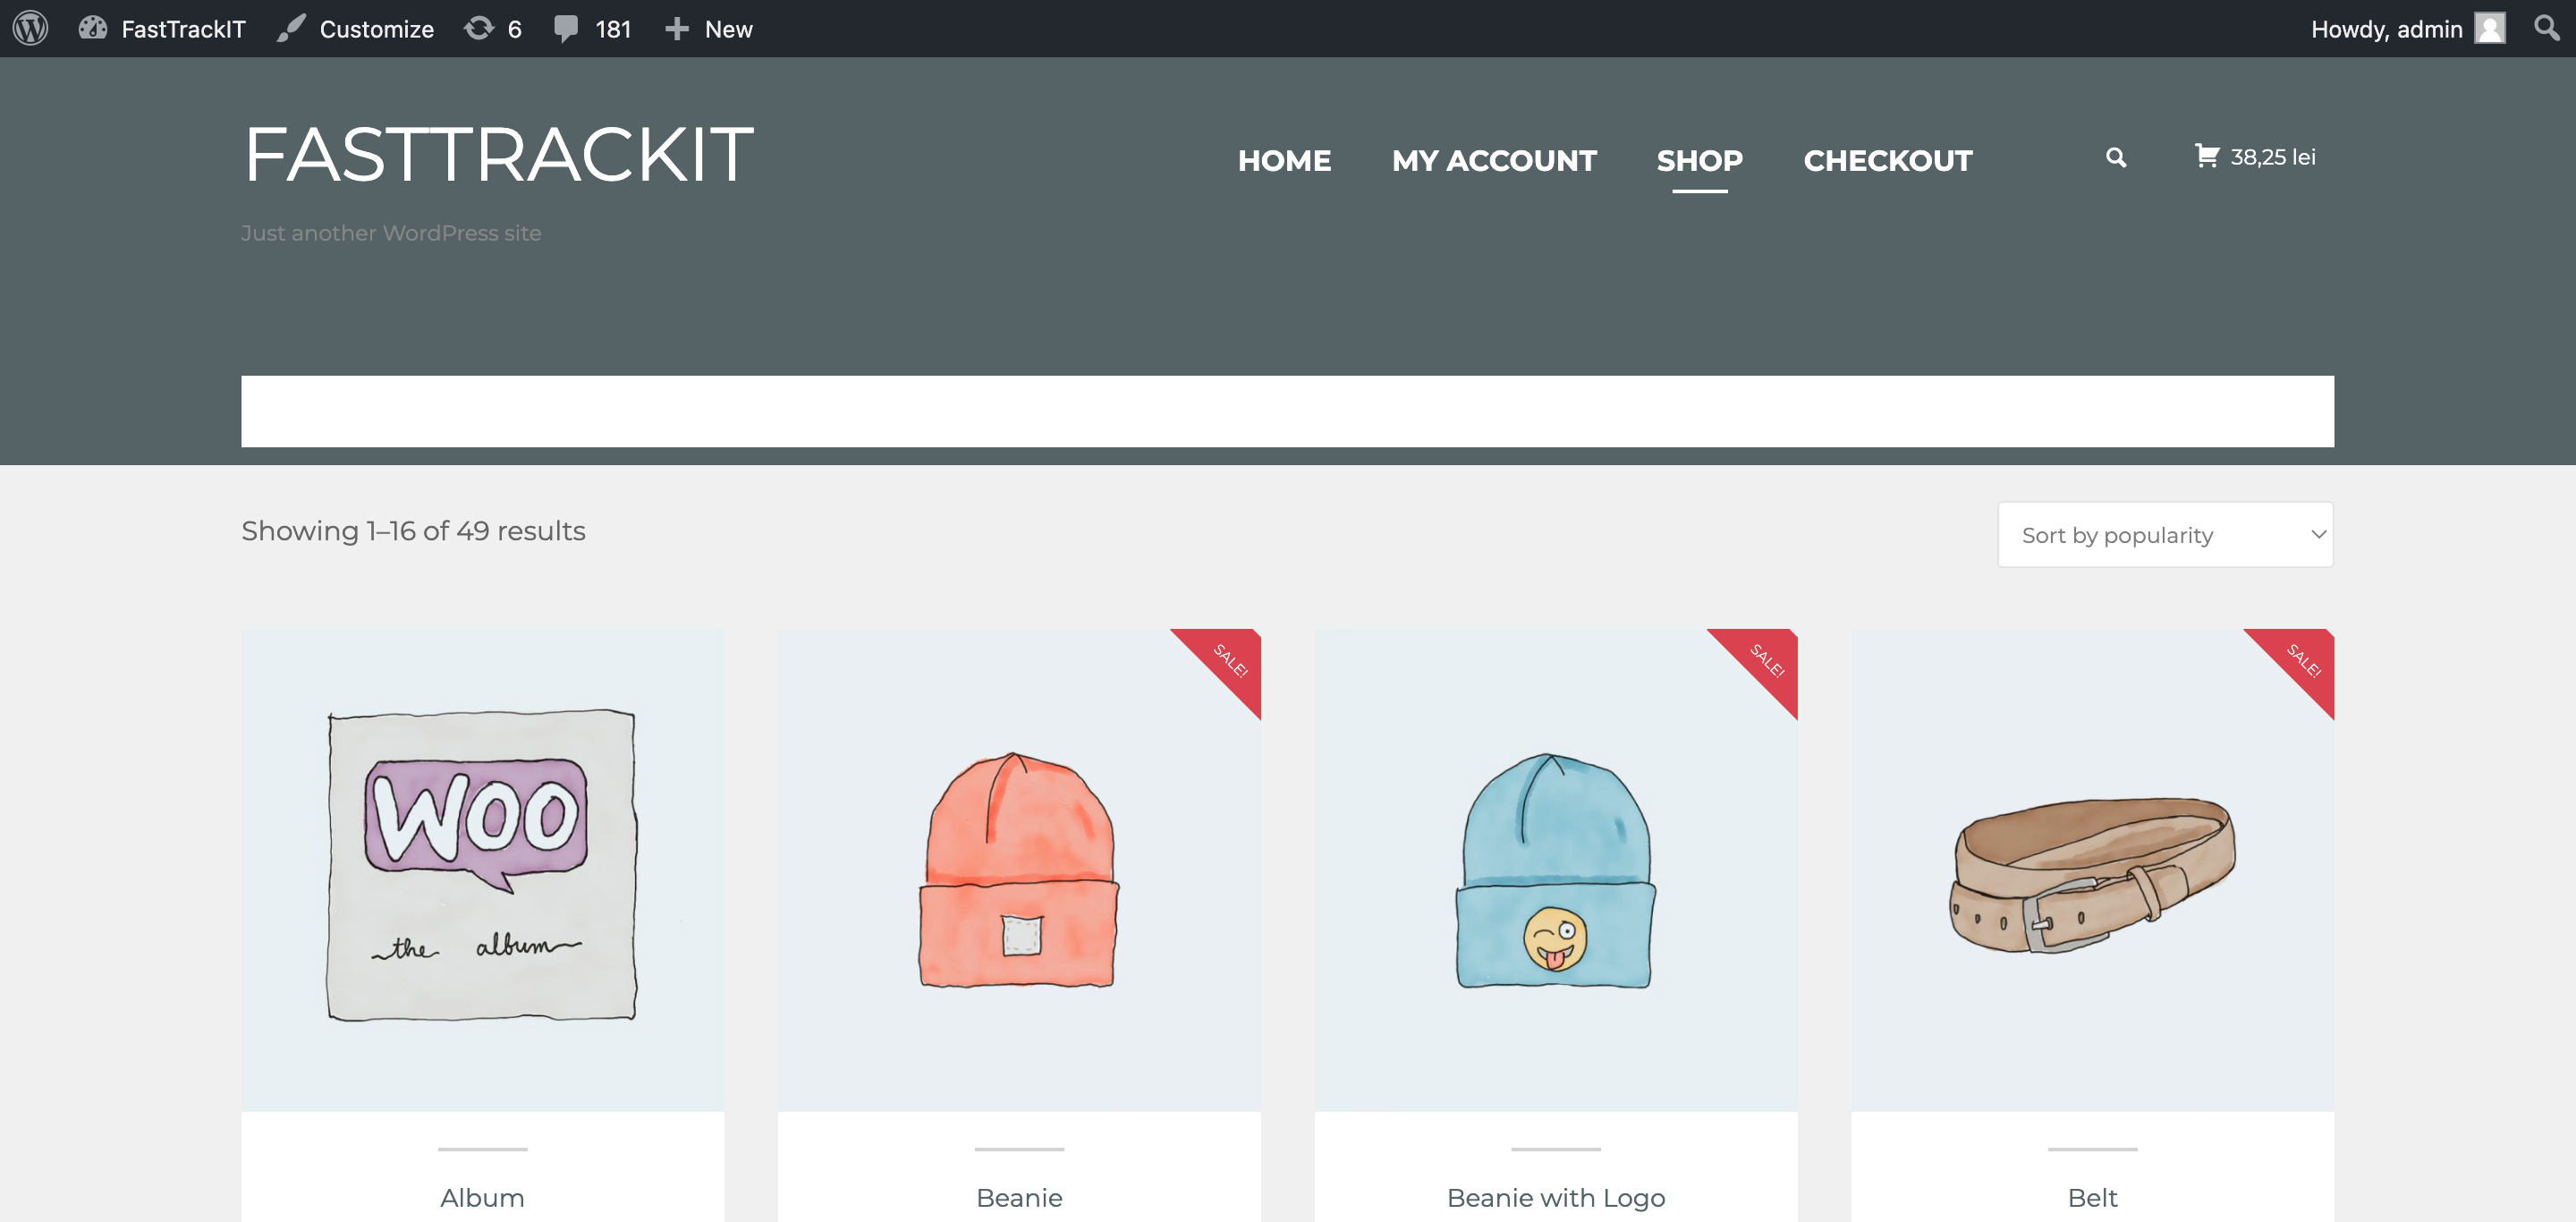 FastTrackIT Customize 6 181 New Howdy, admin
FASTTRACKIT
HOME MY ACCOUNT SHOP CHECKOUT 38,25 lei
Just another WordPress site
Showing 1–16 of 49 results
Sort by popularity
SALE!
SALE!
SALE!
WOO
the album
Album
Beanie
Beanie with Logo
Belt